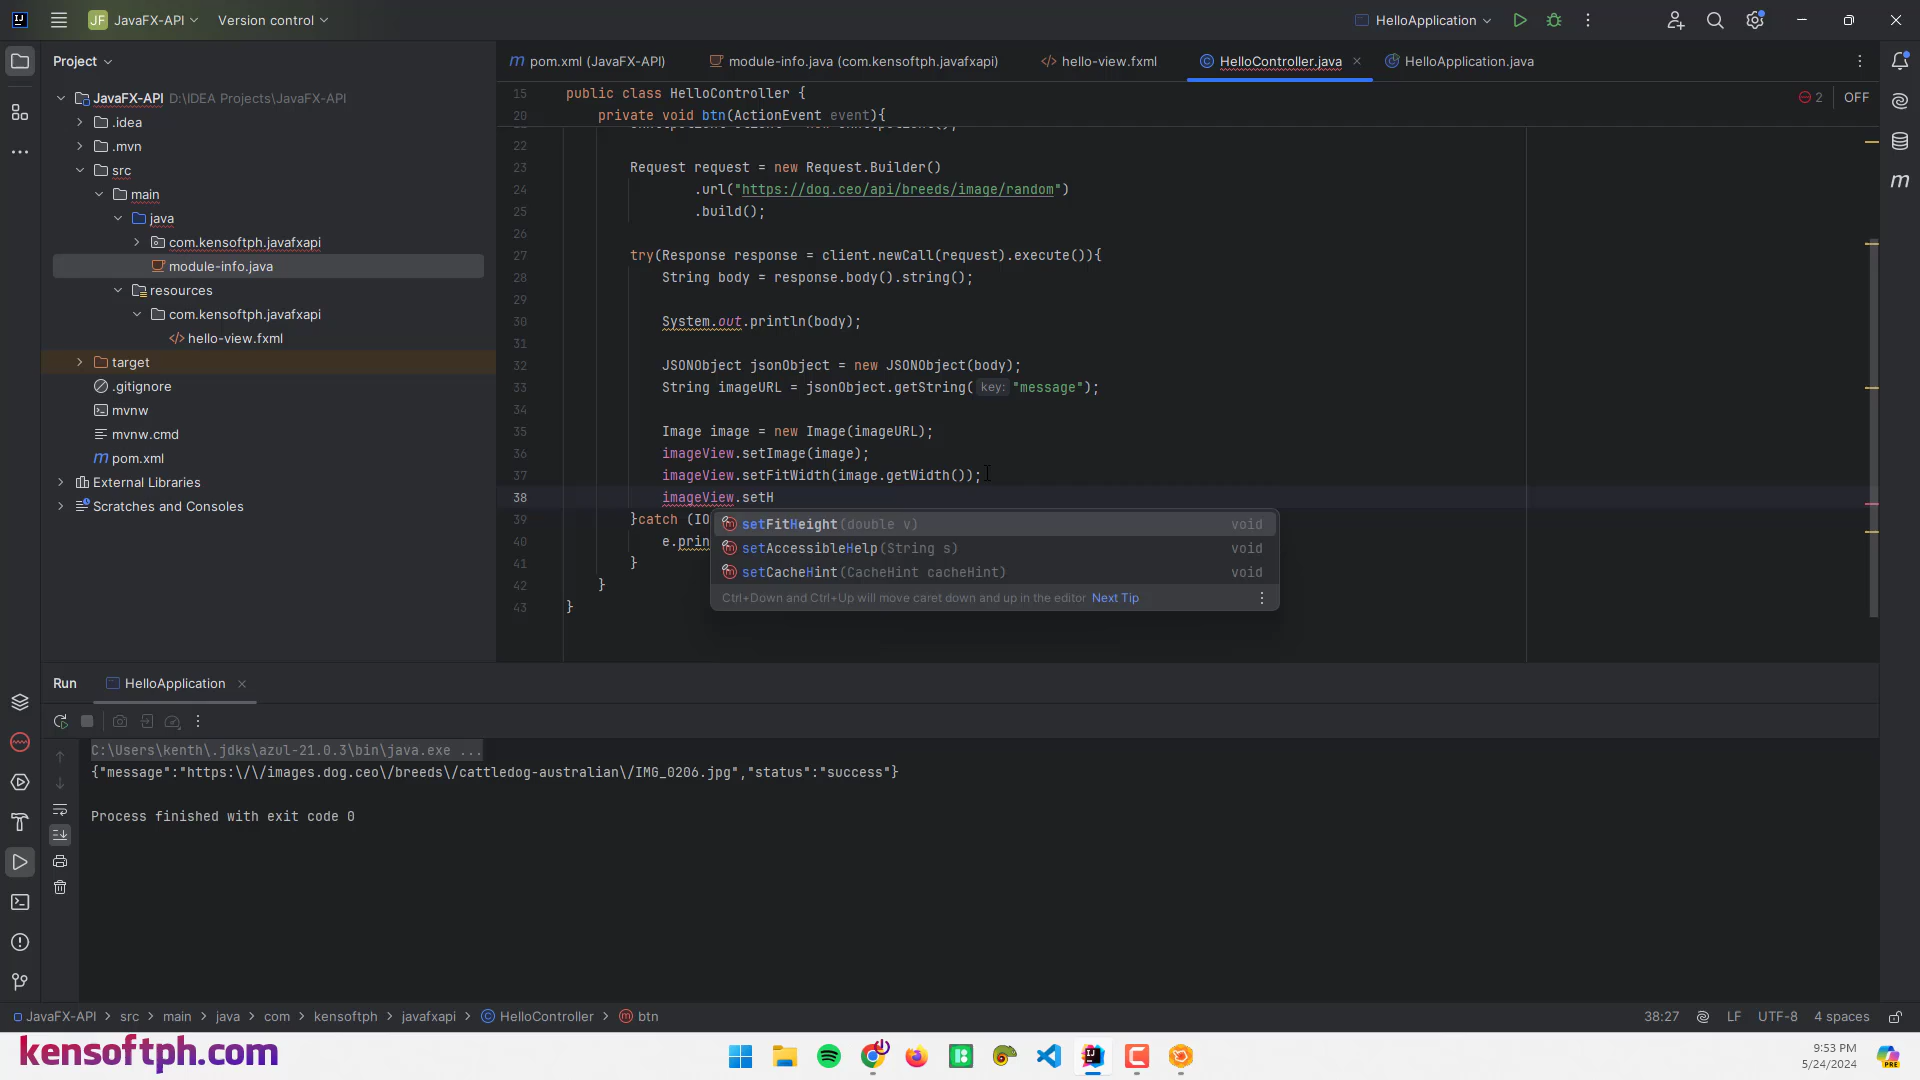 JF JavaFX-API Version control HelloApplication
Project
pom.xml (JavaFX-API) module-info.java (com.kensoftph.javafxapi) hello-view.fxml HelloController.java HelloApplication.java
JavaFX-API D:\IDEA Projects\JavaFX-API
.idea
.mvn
src
main
java
com.kensoftph.javafxapi
module-info.java
resources
com.kensoftph.javafxapi
hello-view.fxml
target
.gitignore
mvnw
mvnw.cmd
pom.xml
External Libraries
Scratches and Consoles
15 public class HelloController {
2 OFF
20 private void btn(ActionEvent event){
22
23 Request request = new Request.Builder()
24 .url("https://dog.ceo/api/breeds/image/random")
25 .build();
26
27 try(Response response = client.newCall(request).execute()){
28 String body = response.body().string();
29
30 System.out.println(body);
31
32 JSONObject jsonObject = new JSONObject(body);
33 String imageURL = jsonObject.getString( key: "message");
34
35 Image image = new Image(imageURL);
36 imageView.setImage(image);
37 imageView.setFitWidth(image.getWidth());
38 imageView.setH
39 }catch (IO
40 e.prin
41 }
42 }
43 }
setFitHeight(double v) void
setAccessibleHelp(String s) void
setCacheHint(CacheHint cacheHint) void
Ctrl+Down and Ctrl+Up will move caret down and up in the editor Next Tip
Run HelloApplication
C:\Users\kenth\.jdks\azul-21.0.3\bin\java.exe ...
{"message":"https:\/\/images.dog.ceo\/breeds\/cattledog-australian\/IMG_0206.jpg","status":"success"}
Process finished with exit code 0
JavaFX-API > src > main > java > com > kensoftph > javafxapi > HelloController > btn
38:27 LF UTF-8 4 spaces
kensoftph.com
9:53 PM
5/24/2024
PRE